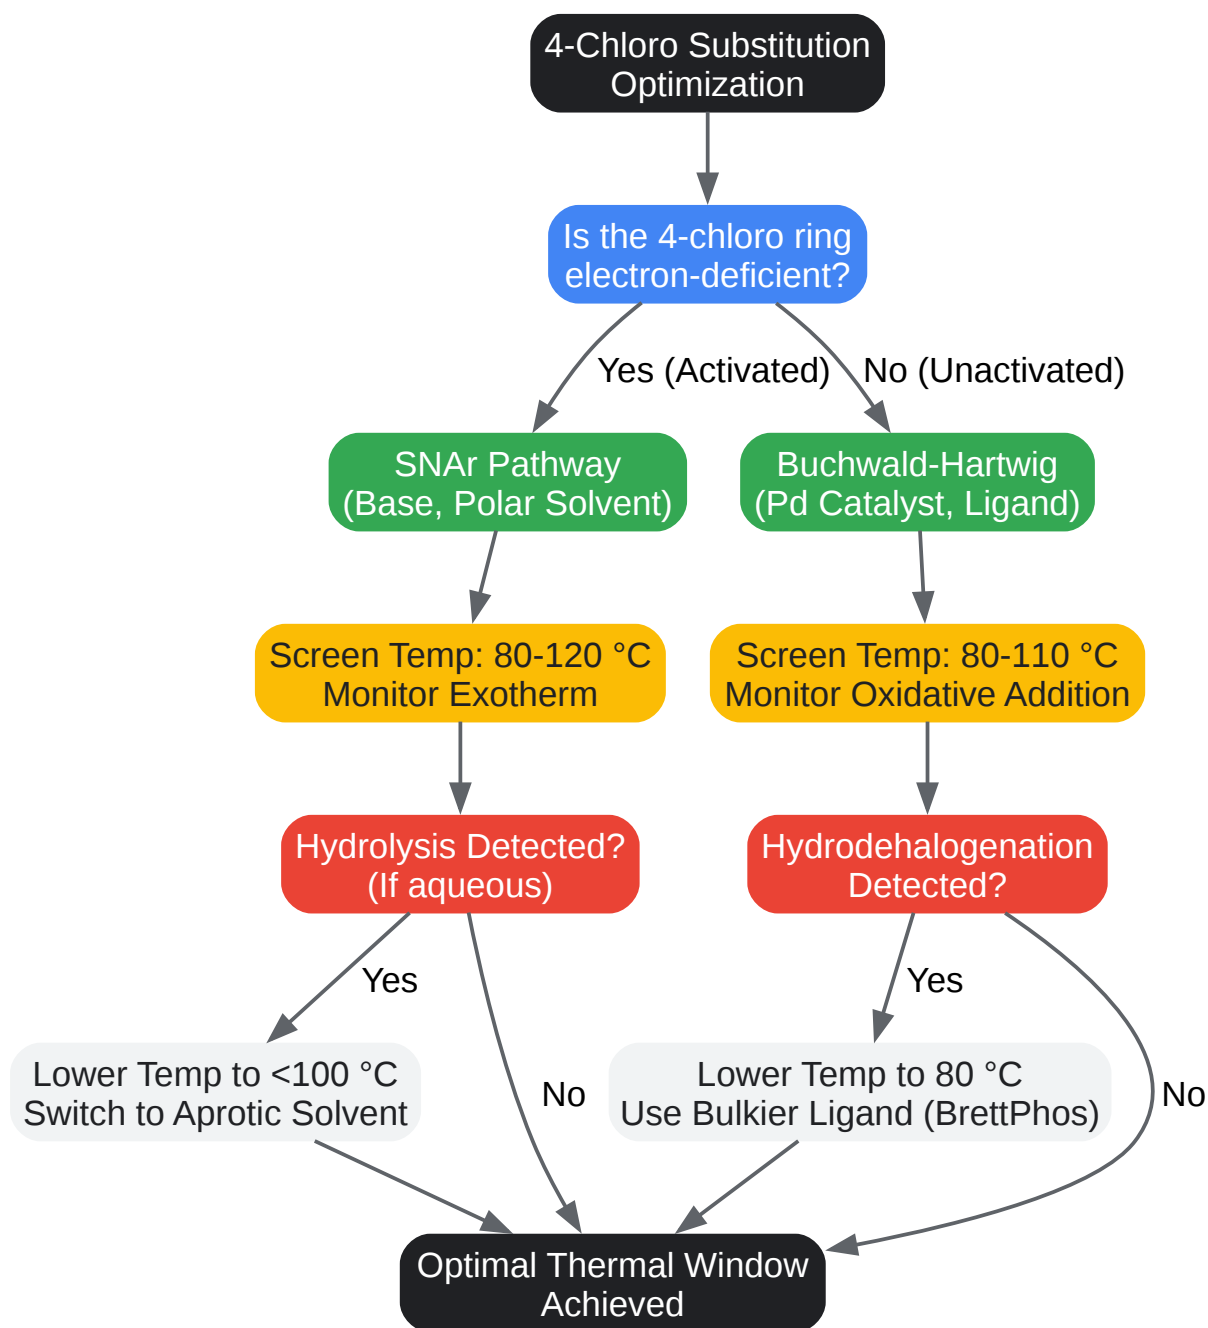 4-Chloro Substitution
Optimization
Is the 4-chloro ring
electron-deficient?
Yes (Activated)
No (Unactivated)
SNAr Pathway
(Base, Polar Solvent)
Buchwald-Hartwig
(Pd Catalyst, Ligand)
Screen Temp: 80-120 °C
Monitor Exotherm
Screen Temp: 80-110 °C
Monitor Oxidative Addition
Hydrolysis Detected?
(If aqueous)
Hydrodehalogenation
Detected?
Yes
Yes
Lower Temp to <100 °C
Switch to Aprotic Solvent
No
Lower Temp to 80 °C
Use Bulkier Ligand (BrettPhos)
No
Optimal Thermal Window
Achieved